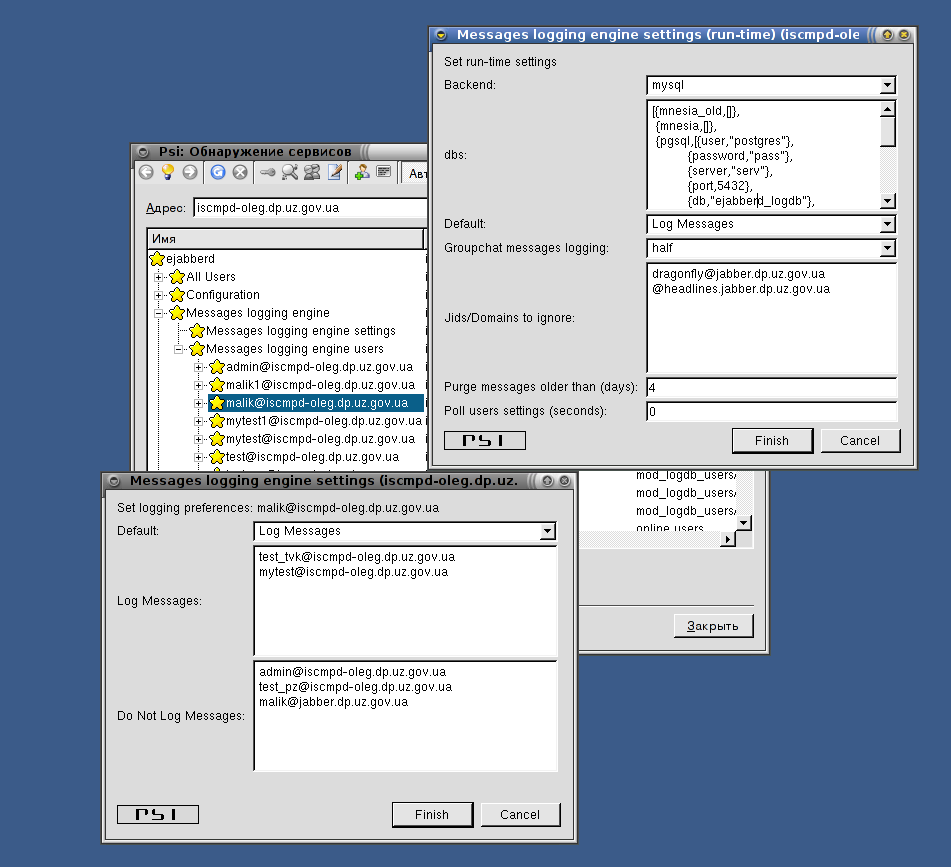 Messages logging engine settings (run-time) (iscmpd-ole
Set run-time settings
Backend:
mysql
dbs:
[{mnesia_old,[]},
{mnesia,[]},
{pgsql,[{user,"postgres"},
{password,"pass"},
{server,"serv"},
{port,5432},
{db,"ejabberd_logdb"},
Default:
Log Messages
Groupchat messages logging:
half
Jids/Domains to ignore:
dragonfly@jabber.dp.uz.gov.ua
@headlines.jabber.dp.uz.gov.ua
Purge messages older than (days):
4
Poll users settings (seconds):
0
PSI
Finish
Cancel
Psi: Обнаружение сервисов
Авт
Адрес:
iscmpd-oleg.dp.uz.gov.ua
Имя
ejabberd
All Users
Configuration
Messages logging engine
Messages logging engine settings
Messages logging engine users
admin@iscmpd-oleg.dp.uz.gov.ua
malik1@iscmpd-oleg.dp.uz.gov.ua
malik@iscmpd-oleg.dp.uz.gov.ua
mytest1@iscmpd-oleg.dp.uz.gov.ua
mytest@iscmpd-oleg.dp.uz.gov.ua
test@iscmpd-oleg.dp.uz.gov.ua
mod_logdb_users/
mod_logdb_users/
mod_logdb_users/
online users
Закрыть
Messages logging engine settings (iscmpd-oleg.dp.uz.
Set logging preferences: malik@iscmpd-oleg.dp.uz.gov.ua
Default:
Log Messages
Log Messages:
test_tvk@iscmpd-oleg.dp.uz.gov.ua
mytest@iscmpd-oleg.dp.uz.gov.ua
Do Not Log Messages:
admin@iscmpd-oleg.dp.uz.gov.ua
test_pz@iscmpd-oleg.dp.uz.gov.ua
malik@jabber.dp.uz.gov.ua
PSI
Finish
Cancel